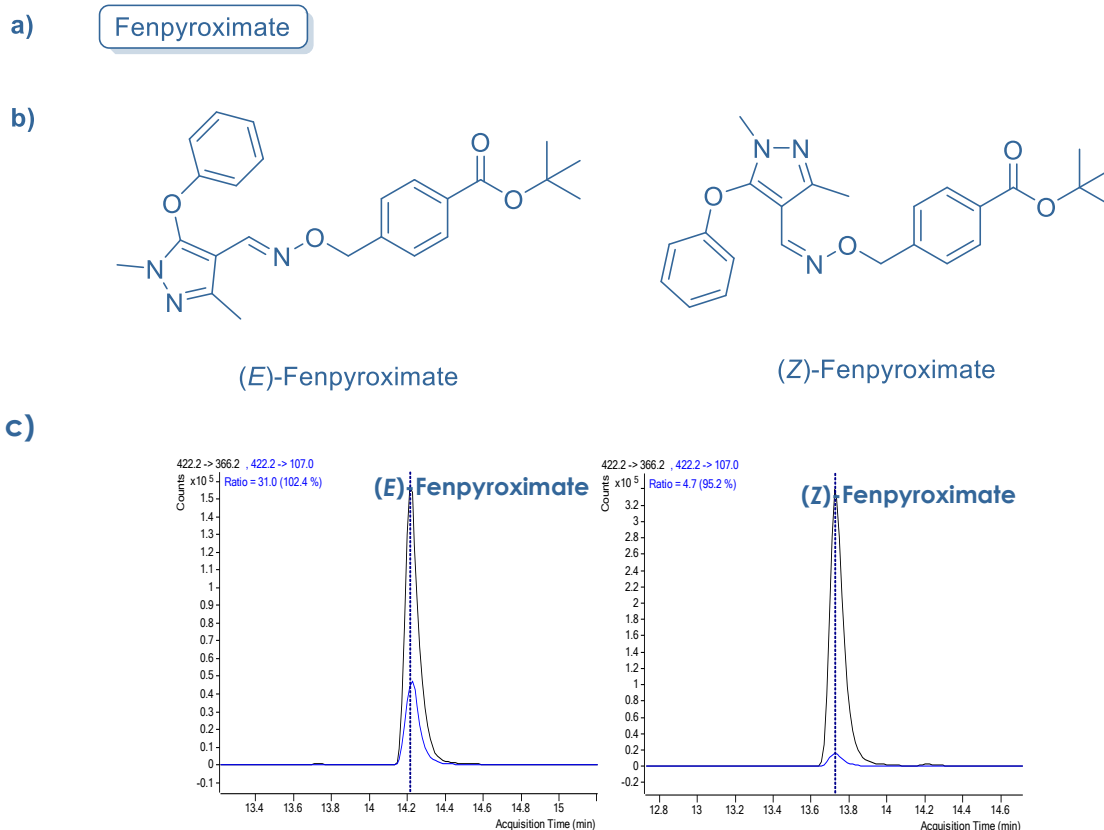 a)
Fenpyroximate
b)
O
O
O
N
O
N
N
(E)-Fenpyroximate
N
N
O
O
O
N
O
(Z)-Fenpyroximate
c)
422.2 -> 366.2 , 422.2 -> 107.0
Counts
x10 5
Ratio = 31.0 (102.4 %)
(E)-Fenpyroximate
1.5
1.4
1.3
1.2
1.1
1
0.9
0.8
0.7
0.6
0.5
0.4
0.3
0.2
0.1
0
-0.1
13.4 13.6 13.8 14 14.2 14.4 14.6 14.8 15
Acquisition Time (min)
422.2 -> 366.2 , 422.2 -> 107.0
Counts
x10 5
Ratio = 4.7 (95.2 %)
(Z)-Fenpyroximate
3.2
3
2.8
2.6
2.4
2.2
2
1.8
1.6
1.4
1.2
1
0.8
0.6
0.4
0.2
0
-0.2
12.8 13 13.2 13.4 13.6 13.8 14 14.2 14.4 14.6
Acquisition Time (min)